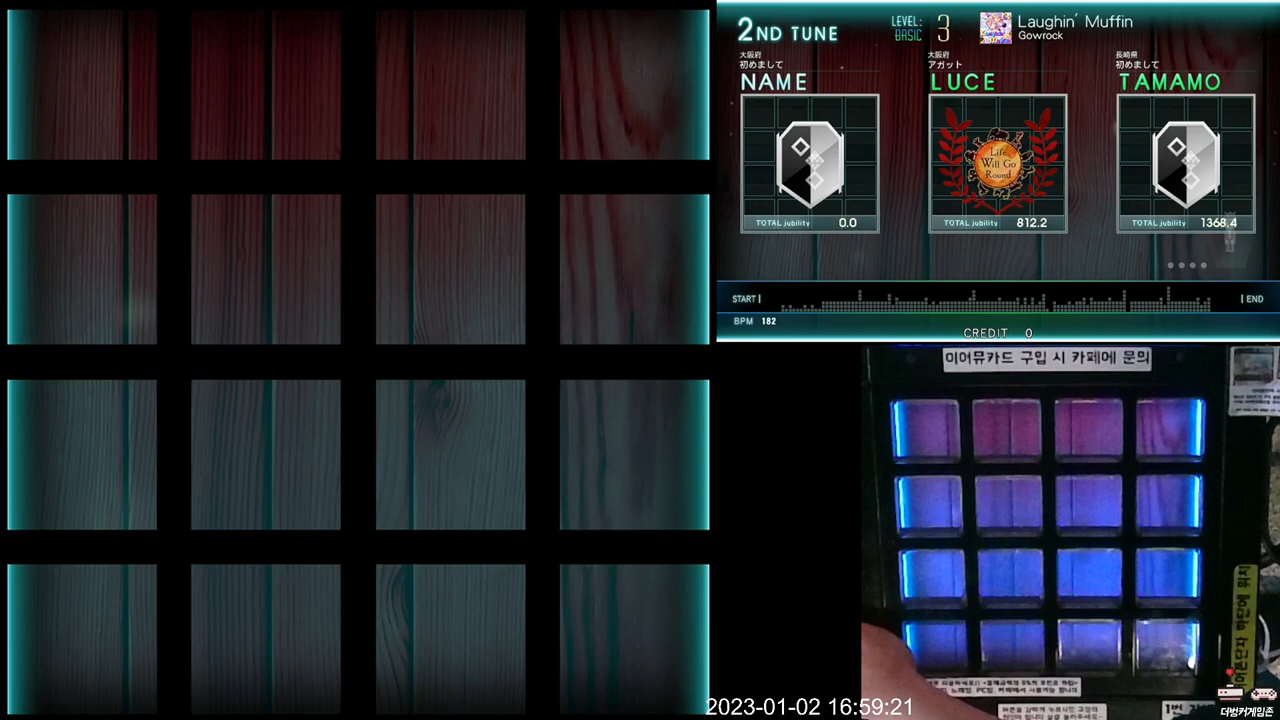 2ND TUNE
LEVEL:
BASIC
3
Laughin' Muffin
Gowrock
大阪府
初めまして
NAME
TOTAL jubility 0.0
大阪府
アガット
LUCE
Life
Will Go
Round
TOTAL jubility 812.2
長崎県
初めまして
TAMAMO
TOTAL jubility 1368.4
START
END
BPM 182
CREDIT 0
이어뮤카드 구입 시 카페에 문의
2023-01-02 16:59:21
더벙커게임존